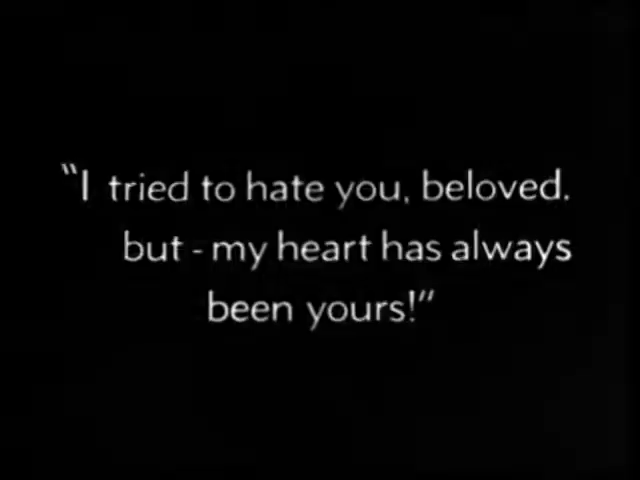 "I tried to hate you, beloved.
but - my heart has always
been yours!"